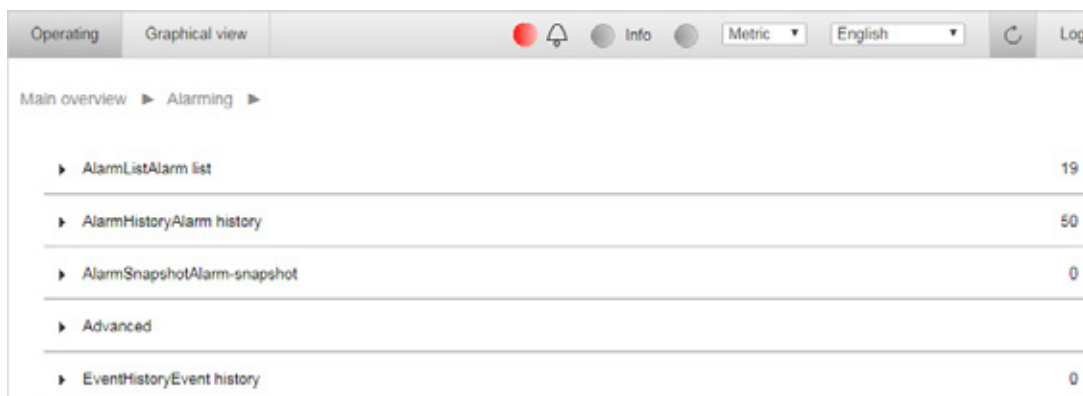 Operating Graphical view Info Metric English Log
Main overview Alarming
AlarmListAlarm list 19
AlarmHistoryAlarm history 50
AlarmSnapshotAlarm-snapshot 0
Advanced
EventHistoryEvent history 0